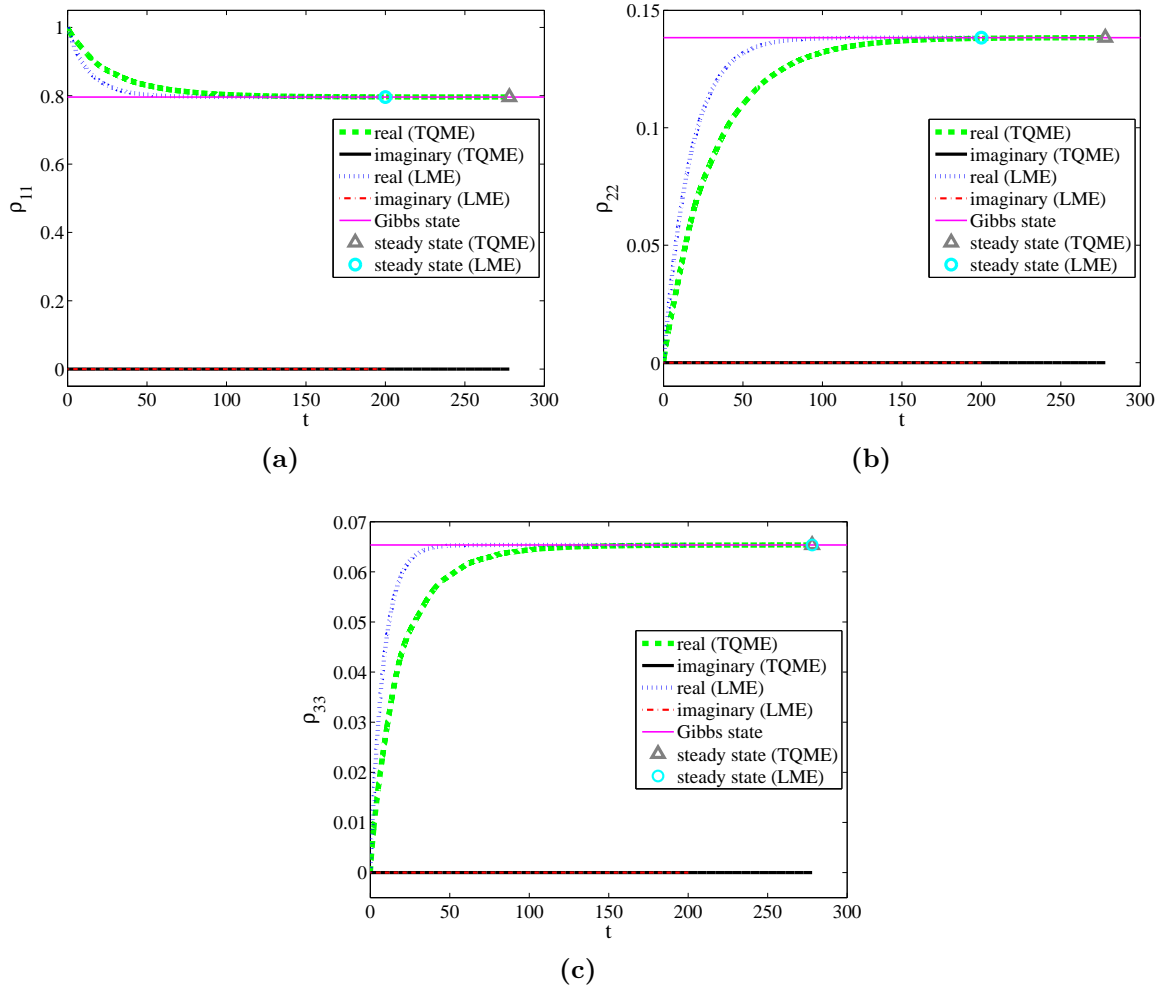 1
0.8
0.6
0.4
0.2
0
ρ11
0 50 100 150 200 250 300
t
real (TQME)
imaginary (TQME)
real (LME)
imaginary (LME)
Gibbs state
steady state (TQME)
steady state (LME)
(a)
0.15
0.1
0.05
0
ρ22
0 50 100 150 200 250 300
t
real (TQME)
imaginary (TQME)
real (LME)
imaginary (LME)
Gibbs state
steady state (TQME)
steady state (LME)
(b)
0.07
0.06
0.05
0.04
0.03
0.02
0.01
0
ρ33
0 50 100 150 200 250 300
t
real (TQME)
imaginary (TQME)
real (LME)
imaginary (LME)
Gibbs state
steady state (TQME)
steady state (LME)
(c)